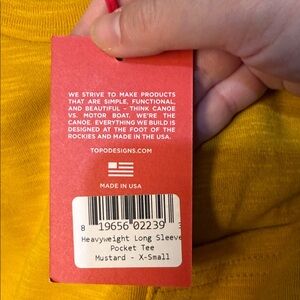 WE STRIVE TO MAKE PRODUCTS
THAT ARE SIMPLE, FUNCTIONAL,
AND BEAUTIFUL - THINK CANOE
VS. MOTOR BOAT. WE'RE THE
CANOE. EVERYTHING WE BUILD IS
DESIGNED AT THE FOOT OF THE
ROCKIES AND MADE IN THE USA.
TOPODESIGNS.COM
MADE IN USA
8 19656 02239 3
Heavyweight Long Sleeve
Pocket Tee
Mustard - X-Small